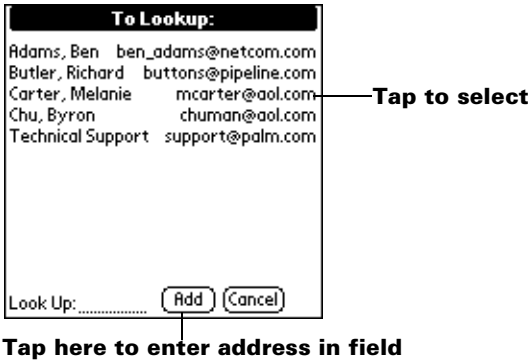 To Lookup:
Adams, Ben ben_adams@netcom.com
Butler, Richard buttons@pipeline.com
Carter, Melanie mcarter@aol.com
Tap to select
Chu, Byron chuman@aol.com
Technical Support support@palm.com
Look Up: Add Cancel
Tap here to enter address in field